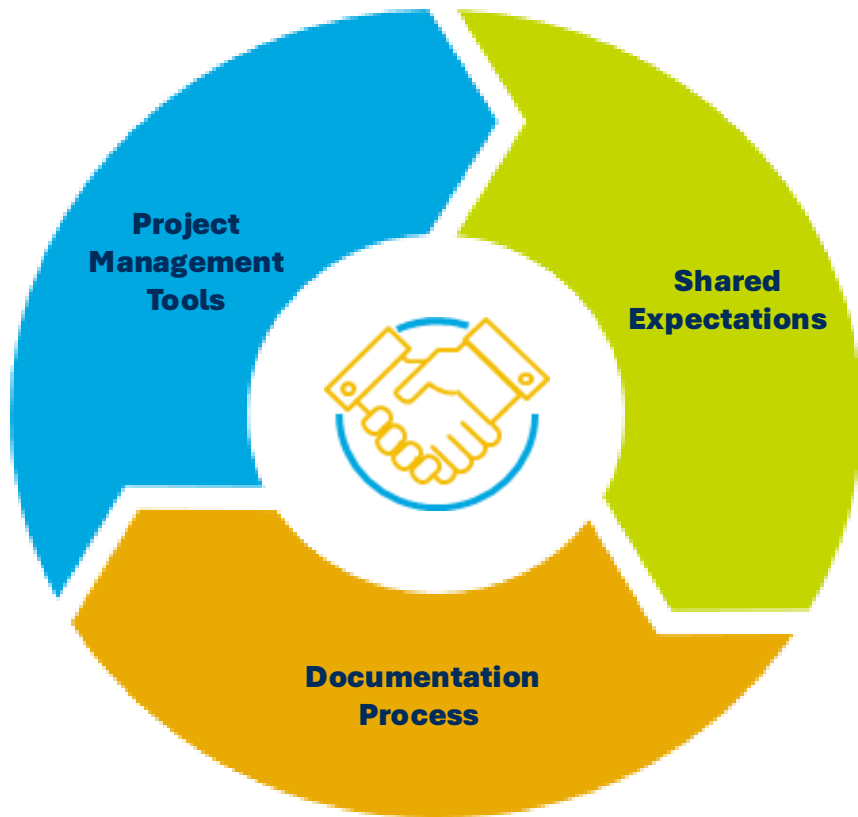 Project
Management
Tools
Shared
Expectations
Documentation
Process